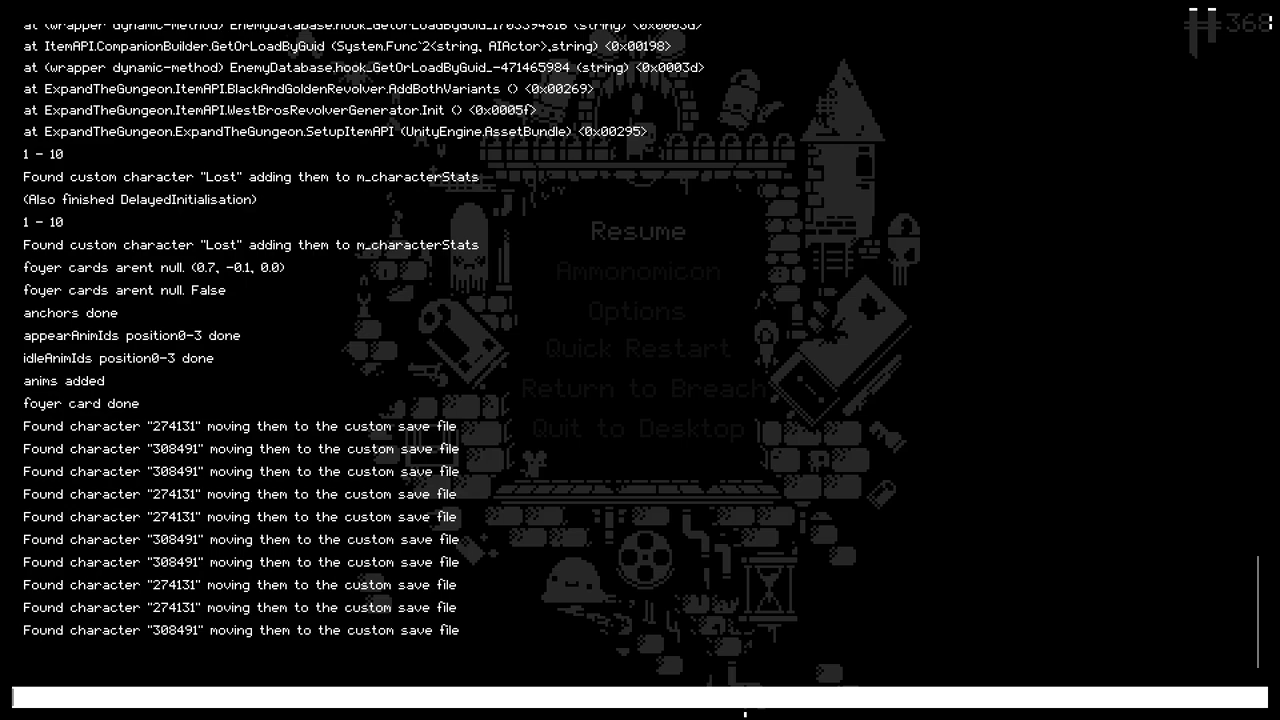 at (wrapper dynamic-method) EnemyDatabase.hook_GetOrLoadByGuid_1705394816 (string) <0x0003d>
at ItemAPI.CompanionBuilder.GetOrLoadByGuid (System.Func`2<string, AIActor>,string) <0x00198>
at (wrapper dynamic-method) EnemyDatabase.hook_GetOrLoadByGuid_-471465984 (string) <0x0003d>
at ExpandTheGungeon.ItemAPI.BlackAndGoldenRevolver.AddBothVariants () <0x00269>
at ExpandTheGungeon.ItemAPI.WestBrosRevolverGenerator.Init () <0x0005f>
at ExpandTheGungeon.ExpandTheGungeon.SetupItemAPI (UnityEngine.AssetBundle) <0x00295>
1 - 10
Found custom character "Lost" adding them to m_characterStats
(Also finished DelayedInitialisation)
1 - 10
Found custom character "Lost" adding them to m_characterStats
foyer cards arent null. (0.7, -0.1, 0.0)
foyer cards arent null. False
anchors done
appearAnimIds position0-3 done
idleAnimIds position0-3 done
anims added
foyer card done
Found character "274131" moving them to the custom save file
Found character "308491" moving them to the custom save file
Found character "308491" moving them to the custom save file
Found character "274131" moving them to the custom save file
Found character "274131" moving them to the custom save file
Found character "308491" moving them to the custom save file
Found character "308491" moving them to the custom save file
Found character "274131" moving them to the custom save file
Found character "274131" moving them to the custom save file
Found character "308491" moving them to the custom save file
Resume
Ammonomicon
Options
Quick Restart
Return to Breach
Quit to Desktop
368